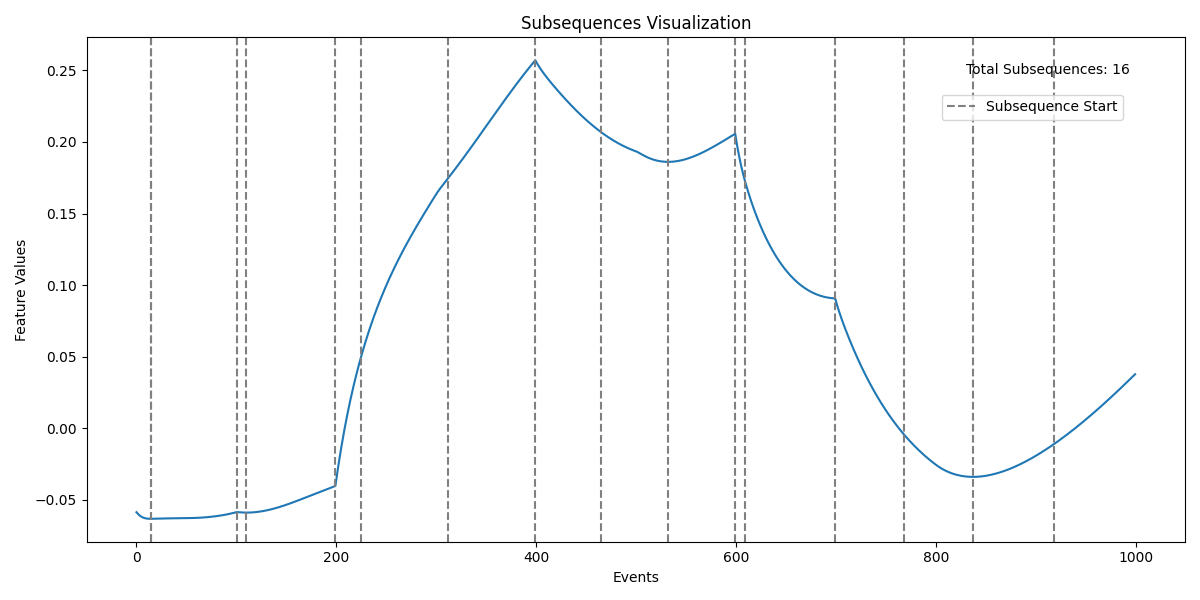 Subsequences Visualization
Total Subsequences: 16
Subsequence Start
Feature Values
0.25
0.20
0.15
0.10
0.05
0.00
−0.05
0
200
400
600
800
1000
Events